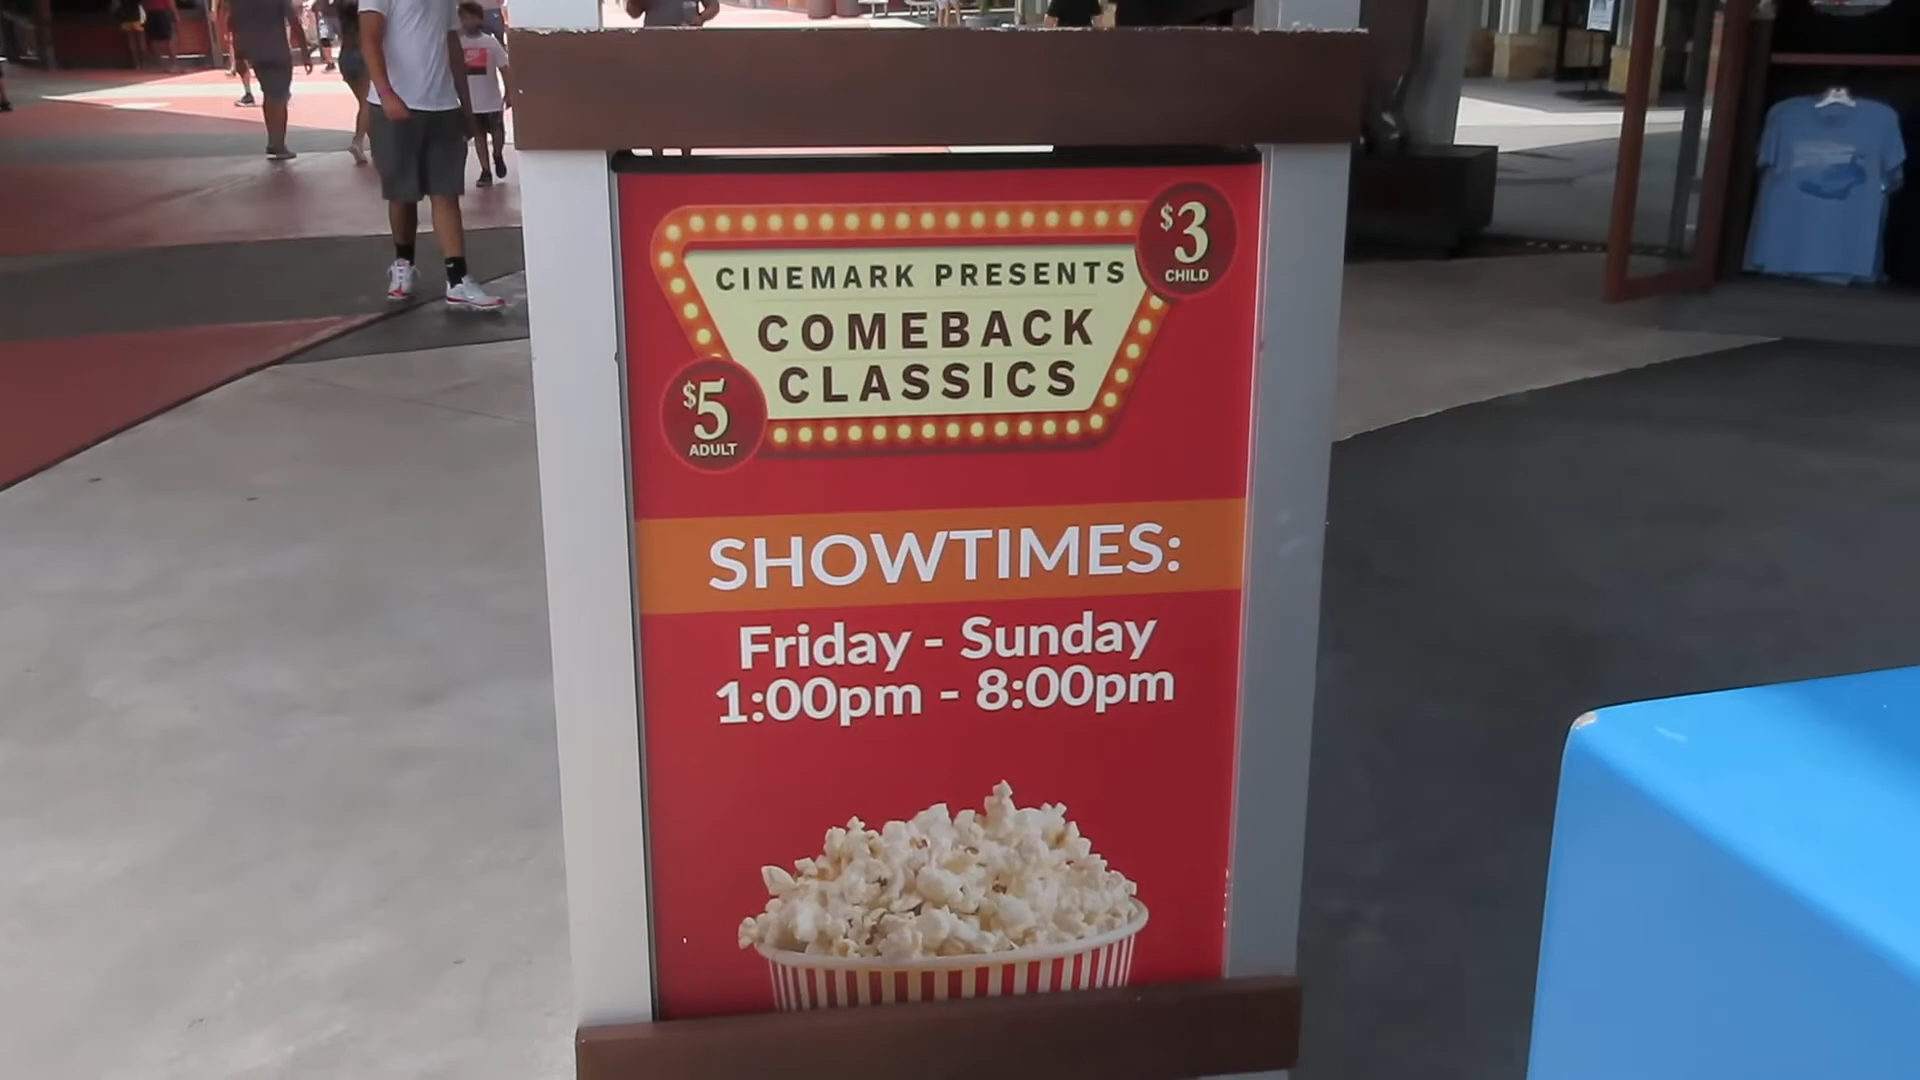 $3
CHILD
CINEMARK PRESENTS
COMEBACK
CLASSICS
$5
ADULT
SHOWTIMES:
Friday - Sunday
1:00pm - 8:00pm